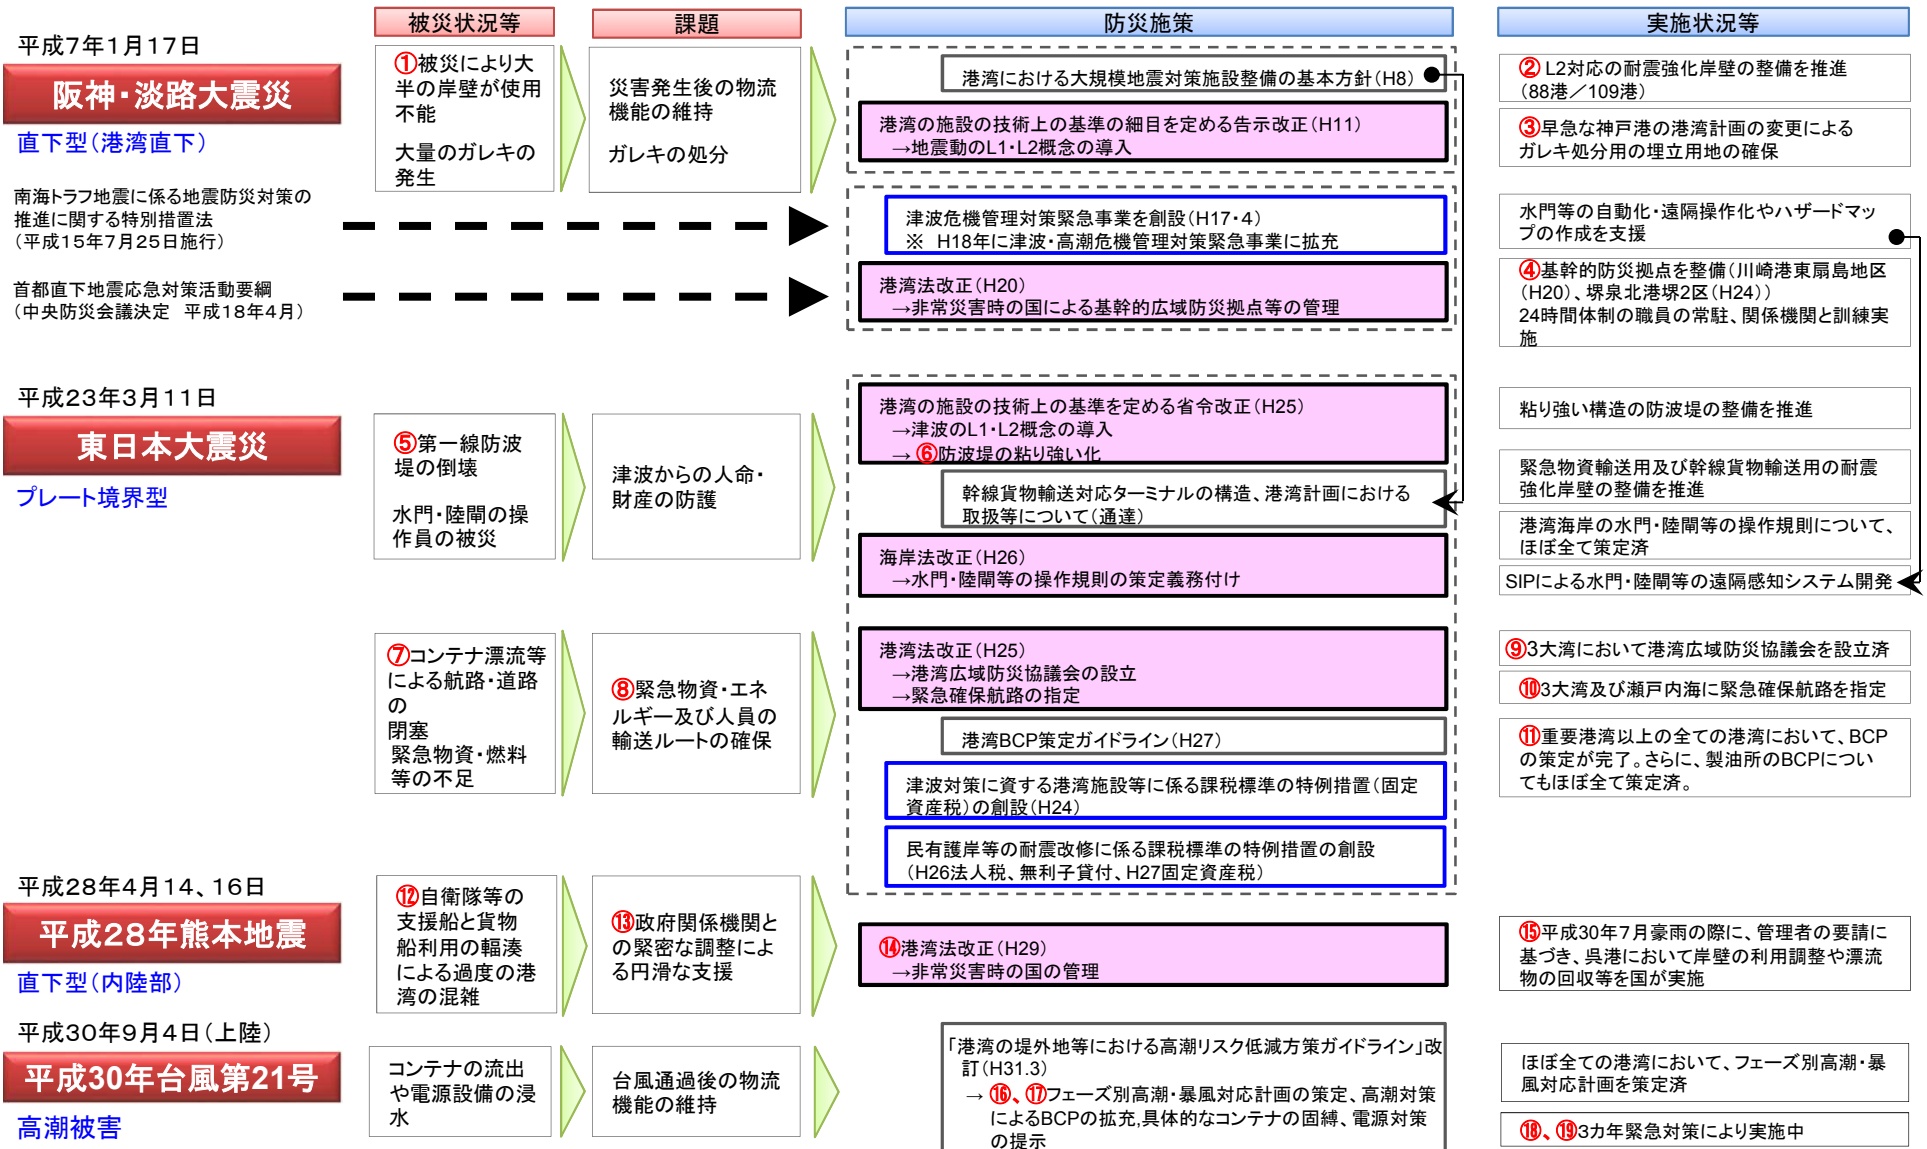 被災状況等
課題
防災施策
実施状況等
平成7年1月17日
阪神・淡路大震災
直下型(港湾直下)
①被災により大
半の岸壁が使用
不能
大量のガレキの
発生
災害発生後の物流
機能の維持
ガレキの処分
港湾における大規模地震対策施設整備の基本方針(H8)
港湾の施設の技術上の基準の細目を定める告示改正(H11)
→地震動のL1・L2概念の導入
② L2対応の耐震強化岸壁の整備を推進
(88港/109港)
③早急な神戸港の港湾計画の変更による
ガレキ処分用の埋立用地の確保
南海トラフ地震に係る地震防災対策の
推進に関する特別措置法
(平成15年7月25日施行)
津波危機管理対策緊急事業を創設(H17・4)
※ H18年に津波・高潮危機管理対策緊急事業に拡充
水門等の自動化・遠隔操作化やハザードマッ
プの作成を支援
首都直下地震応急対策活動要綱
(中央防災会議決定 平成18年4月)
港湾法改正(H20)
→非常災害時の国による基幹的広域防災拠点等の管理
④基幹的防災拠点を整備(川崎港東扇島地区
(H20)、堺泉北港堺2区(H24))
24時間体制の職員の常駐、関係機関と訓練実
施
平成23年3月11日
東日本大震災
プレート境界型
⑤第一線防波
堤の倒壊
水門・陸閘の操
作員の被災
津波からの人命・
財産の防護
港湾の施設の技術上の基準を定める省令改正(H25)
→津波のL1・L2概念の導入
→ ⑥防波堤の粘り強い化
幹線貨物輸送対応ターミナルの構造、港湾計画における
取扱等について(通達)
海岸法改正(H26)
→水門・陸閘等の操作規則の策定義務付け
粘り強い構造の防波堤の整備を推進
緊急物資輸送用及び幹線貨物輸送用の耐震
強化岸壁の整備を推進
港湾海岸の水門・陸閘等の操作規則について、
ほぼ全て策定済
SIPによる水門・陸閘等の遠隔感知システム開発
⑦コンテナ漂流等
による航路・道路
の
閉塞
緊急物資・燃料
等の不足
⑧緊急物資・エネ
ルギー及び人員の
輸送ルートの確保
港湾法改正(H25)
→港湾広域防災協議会の設立
→緊急確保航路の指定
港湾BCP策定ガイドライン(H27)
津波対策に資する港湾施設等に係る課税標準の特例措置(固定
資産税)の創設(H24)
民有護岸等の耐震改修に係る課税標準の特例措置の創設
(H26法人税、無利子貸付、H27固定資産税)
⑨3大湾において港湾広域防災協議会を設立済
⑩3大湾及び瀬戸内海に緊急確保航路を指定
⑪重要港湾以上の全ての港湾において、BCP
の策定が完了。さらに、製油所のBCPについ
てもほぼ全て策定済。
平成28年4月14、16日
平成28年熊本地震
直下型(内陸部)
⑫自衛隊等の
支援船と貨物
船利用の輻湊
による過度の港
湾の混雑
⑬政府関係機関と
の緊密な調整によ
る円滑な支援
⑭港湾法改正(H29)
→非常災害時の国の管理
⑮平成30年7月豪雨の際に、管理者の要請に
基づき、呉港において岸壁の利用調整や漂流
物の回収等を国が実施
平成30年9月4日(上陸)
平成30年台風第21号
高潮被害
コンテナの流出
や電源設備の浸
水
台風通過後の物流
機能の維持
「港湾の堤外地等における高潮リスク低減方策ガイドライン」改
訂(H31.3)
→ ⑯、⑰フェーズ別高潮・暴風対応計画の策定、高潮対策
によるBCPの拡充,具体的なコンテナの固縛、電源対策
の提示
ほぼ全ての港湾において、フェーズ別高潮・暴
風対応計画を策定済
⑱、⑲3カ年緊急対策により実施中